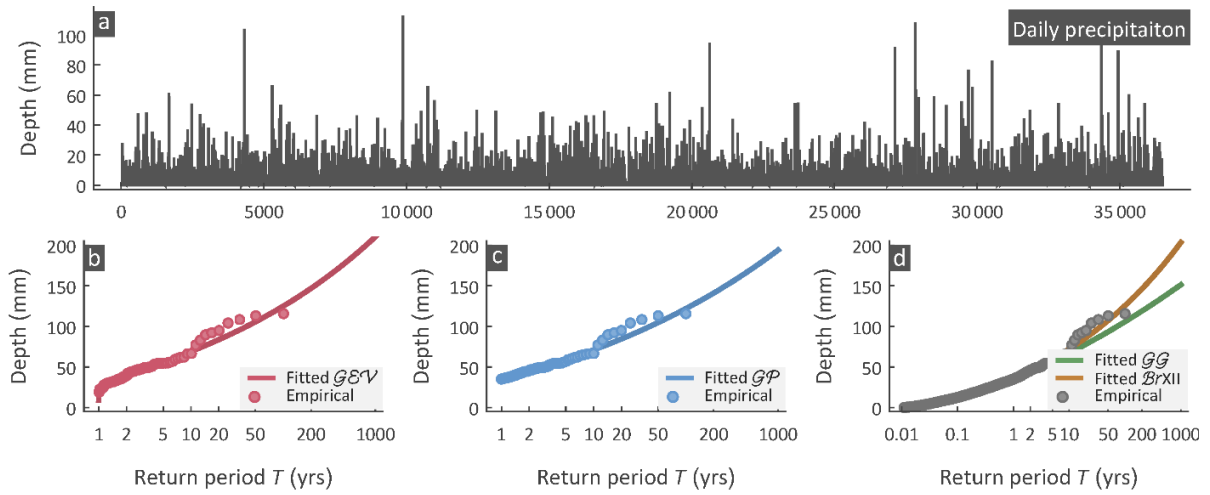 a
Daily precipitaiton
Depth (mm)
100
80
60
40
20
0
0 5000 10 000 15 000 20 000 25 000 30 000 35 000
b
Depth (mm)
200
150
100
50
0
Fitted 𝒢ℰ𝒱
Empirical
1 2 5 10 20 50 200 1000
Return period T (yrs)
c
Depth (mm)
200
150
100
50
0
Fitted 𝒢𝒫
Empirical
1 2 5 10 20 50 200 1000
Return period T (yrs)
d
Depth (mm)
200
150
100
50
0
Fitted 𝒢𝒢
Fitted ℬ𝓇XII
Empirical
0.01 0.1 1 2 5 10 50 200 1000
Return period T (yrs)